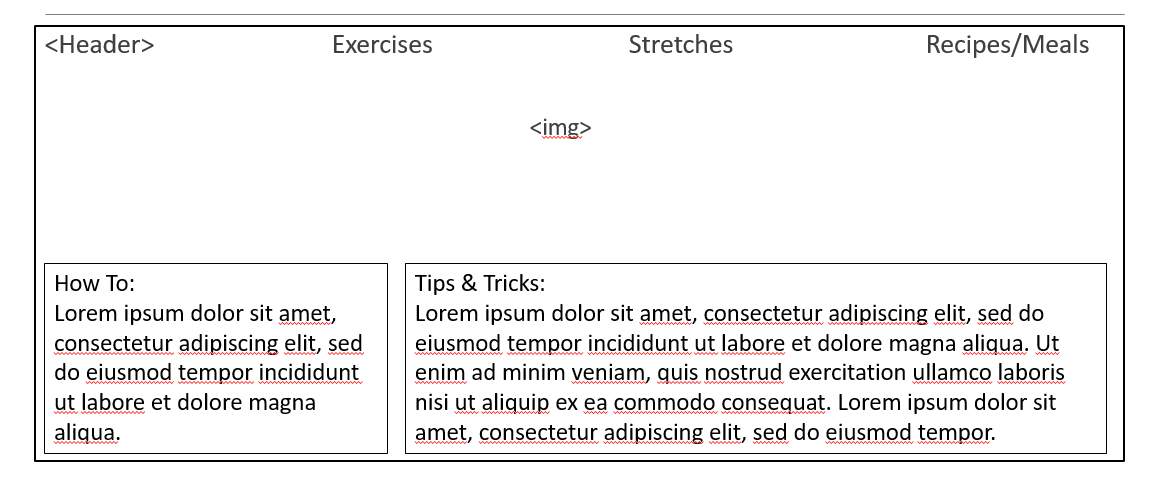 <Header> Exercises Stretches Recipes/Meals
<img>
How To:
Lorem ipsum dolor sit amet,
consectetur adipiscing elit, sed
do eiusmod tempor incididunt
ut labore et dolore magna
aliqua.
Tips & Tricks:
Lorem ipsum dolor sit amet, consectetur adipiscing elit, sed do
eiusmod tempor incididunt ut labore et dolore magna aliqua. Ut
enim ad minim veniam, quis nostrud exercitation ullamco laboris
nisi ut aliquip ex ea commodo consequat. Lorem ipsum dolor sit
amet, consectetur adipiscing elit, sed do eiusmod tempor.